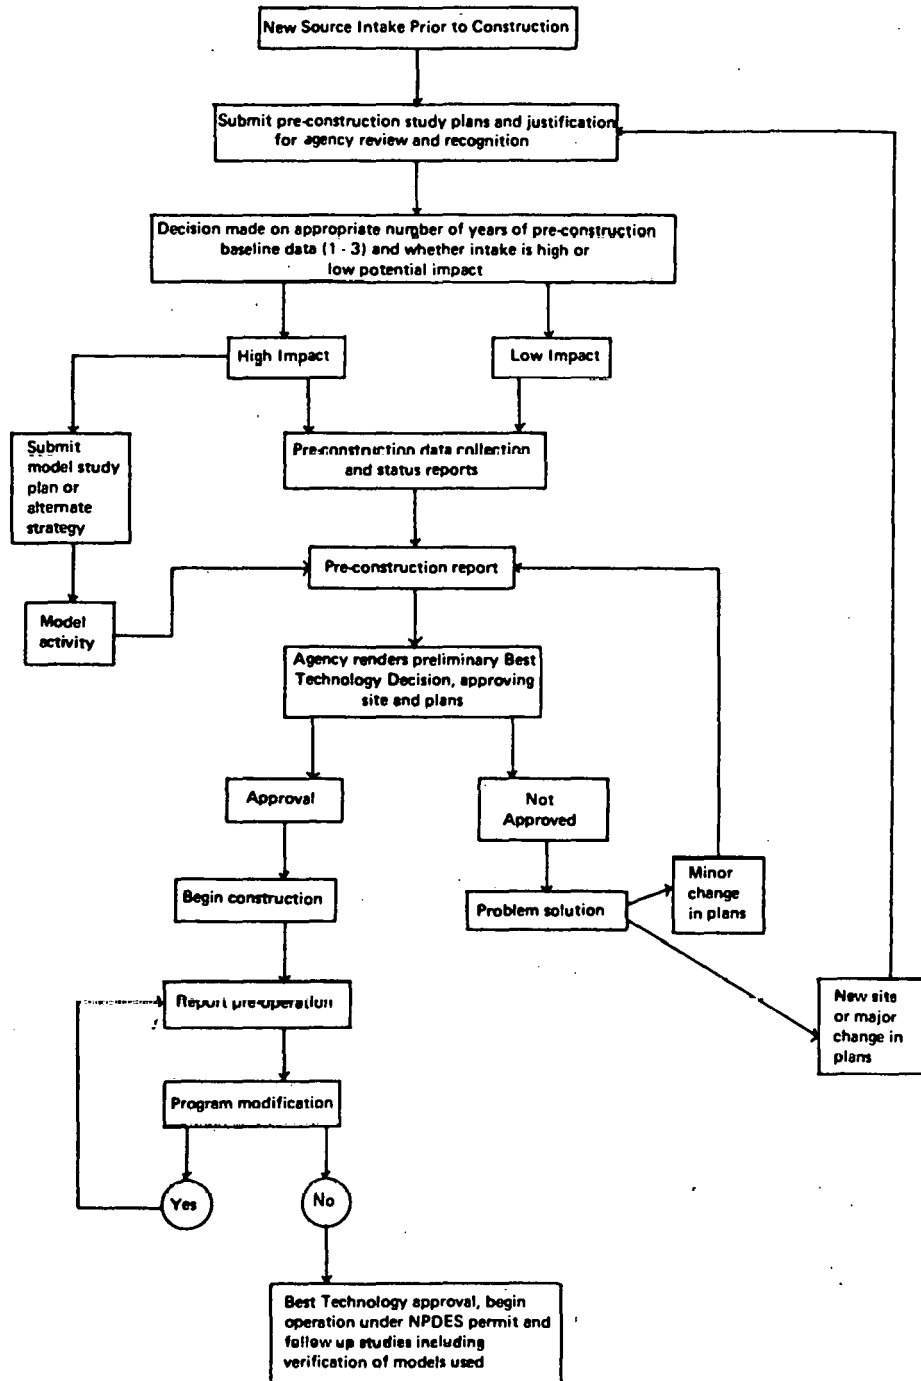 New Source Intake Prior to Construction
Submit pre-construction study plans and justification
for agency review and recognition
Decision made on appropriate number of years of pre-construction
baseline data (1 - 3) and whether intake is high or
low potential impact
High Impact
Low Impact
Submit
model study
plan or
alternate
strategy
Pre-construction data collection
and status reports
Pre-construction report
Model
activity
Agency renders preliminary Best
Technology Decision, approving
site and plans
Approval
Not
Approved
Minor
change
in plans
Begin construction
Problem solution
New site
or major
change in
plans
Report pre-operation
Program modification
Yes
No
Best Technology approval, begin
operation under NPDES permit and
follow up studies including
verification of models used